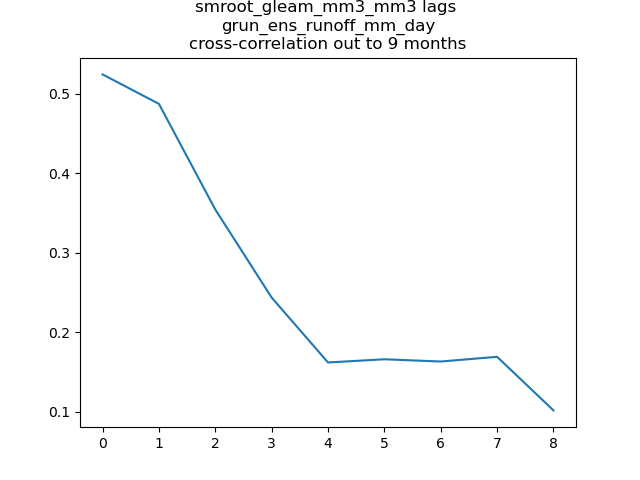 smroot_gleam_mm3_mm3 lags
grun_ens_runoff_mm_day
cross-correlation out to 9 months
0.5
0.4
0.3
0.2
0.1
0 1 2 3 4 5 6 7 8